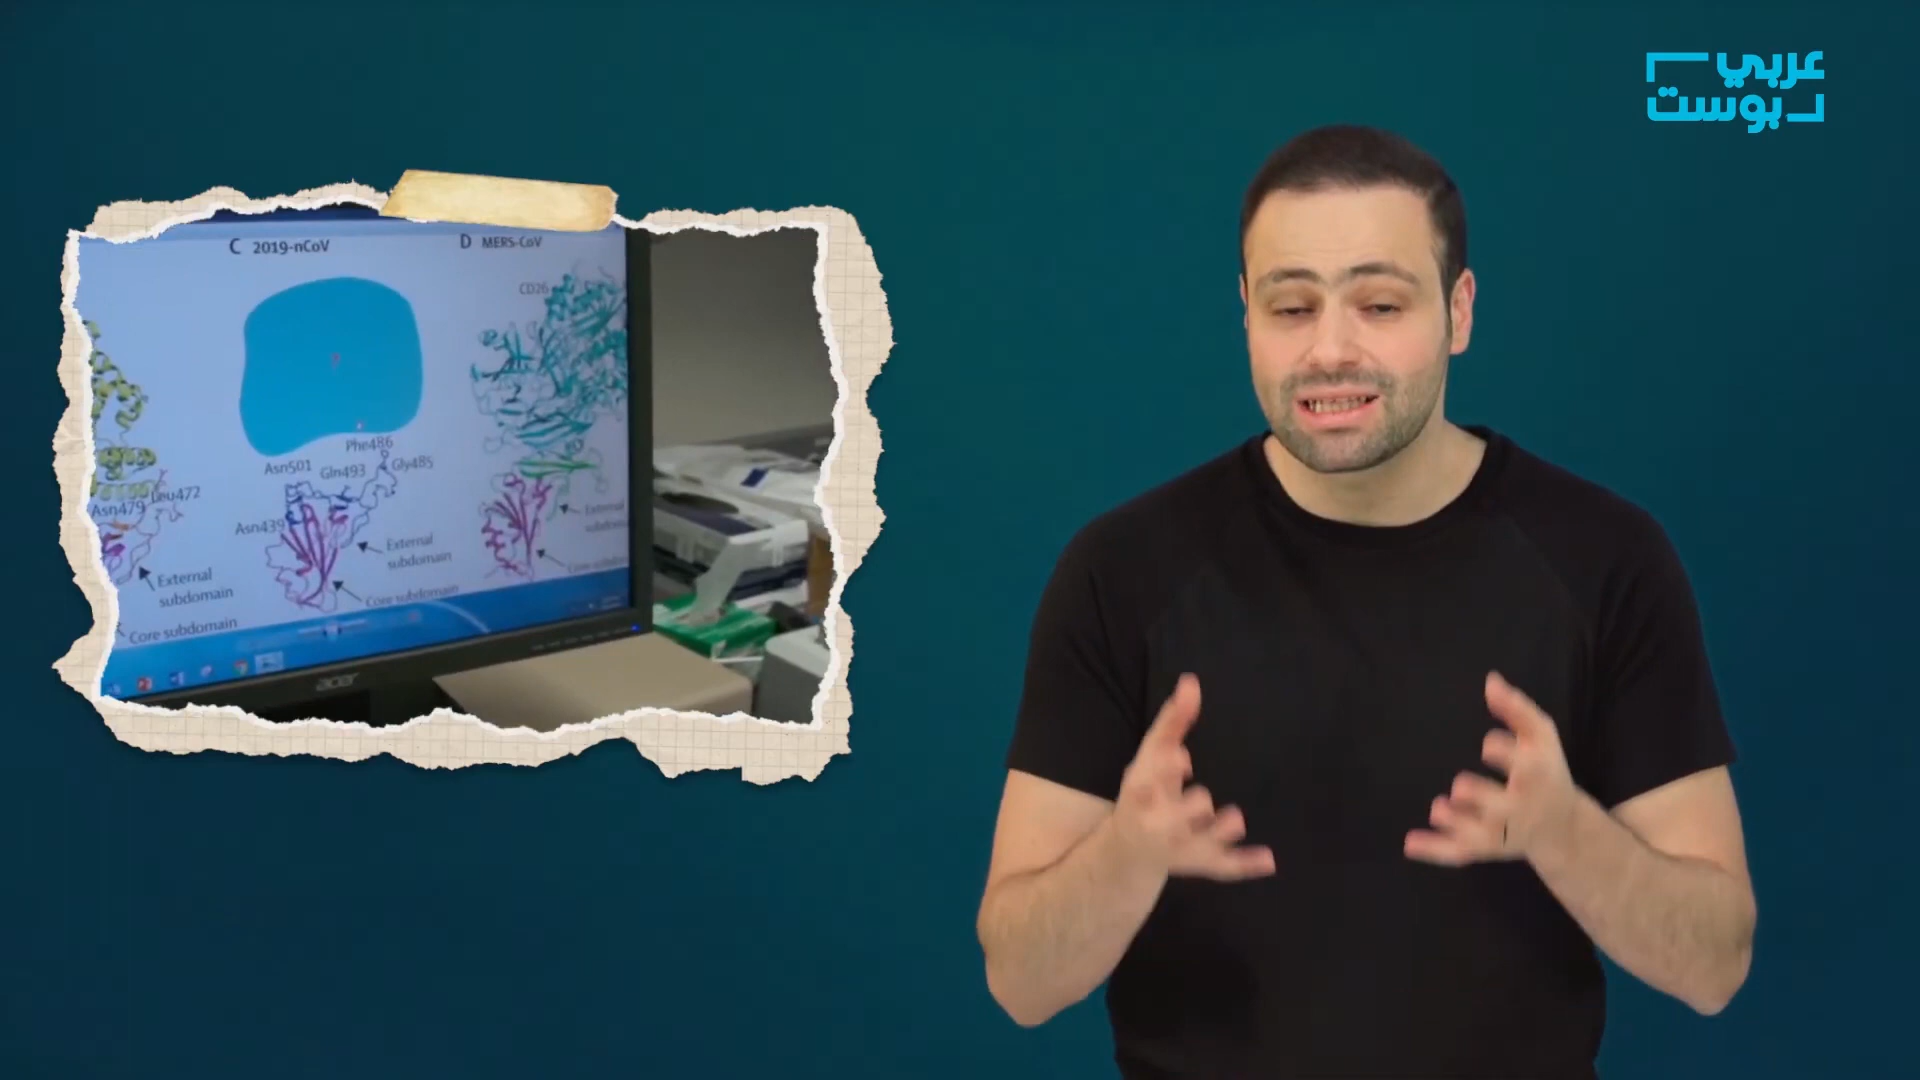 عربي
بوست
C 2019-nCoV
D MERS-CoV
CD26
?
Phe486
Asn501
Gln493
Gly485
Leu472
Asn479
Asn439
External
subdomain
External
subdomain
External
Core subdomain
Core subdomain
acer